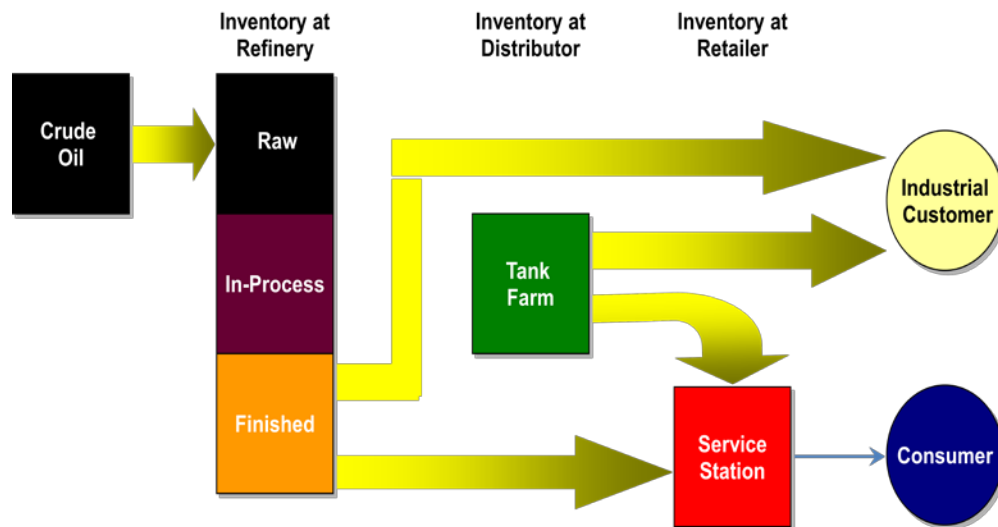 Inventory at
Refinery
Inventory at
Distributor
Inventory at
Retailer
Crude
Oil
Raw
Industrial
Customer
In-Process
Tank
Farm
Finished
Service
Station
Consumer